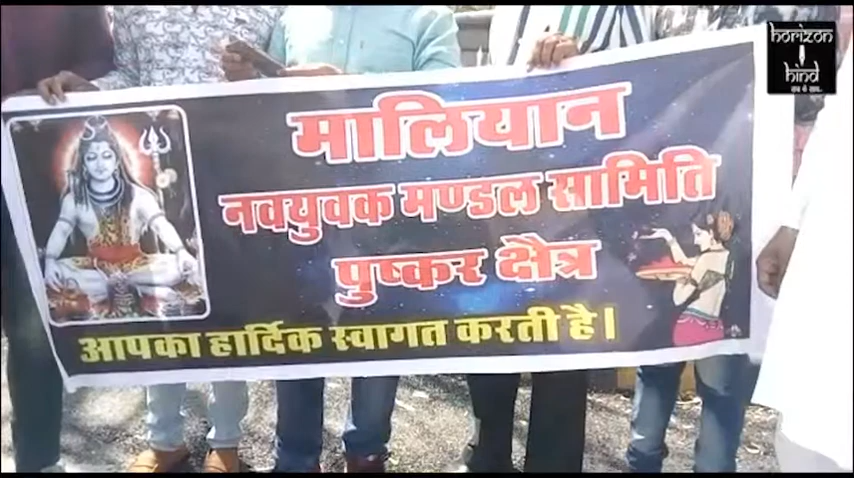 horizon
hind
मालियान
नवयुवक मण्डल सामिति
पुष्कर क्षैत्र
आपका हार्दिक स्वागत करती है।